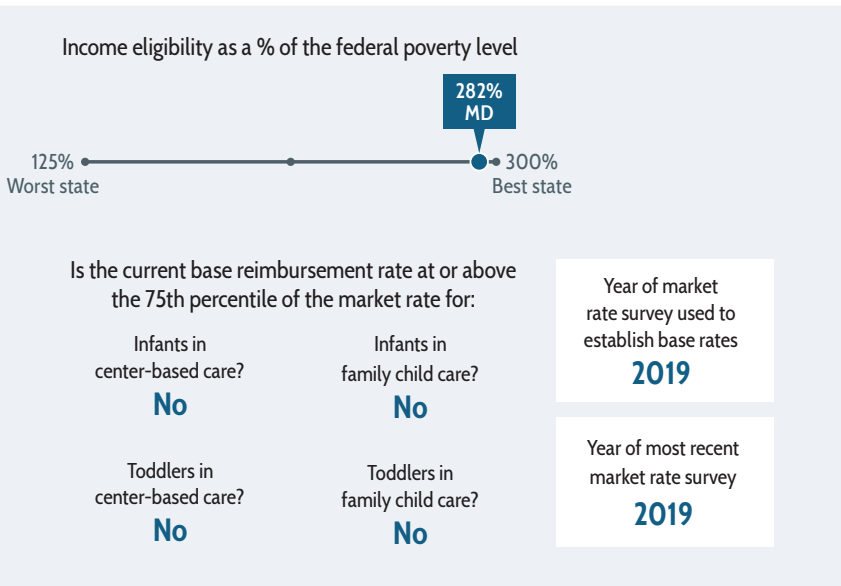 Income eligibility as a % of the federal poverty level
282%
MD
125%
Worst state
300%
Best state
Is the current base reimbursement rate at or above
the 75th percentile of the market rate for:
Infants in
center-based care?
No
Infants in
family child care?
No
Toddlers in
center-based care?
No
Toddlers in
family child care?
No
Year of market
rate survey used to
establish base rates
2019
Year of most recent
market rate survey
2019